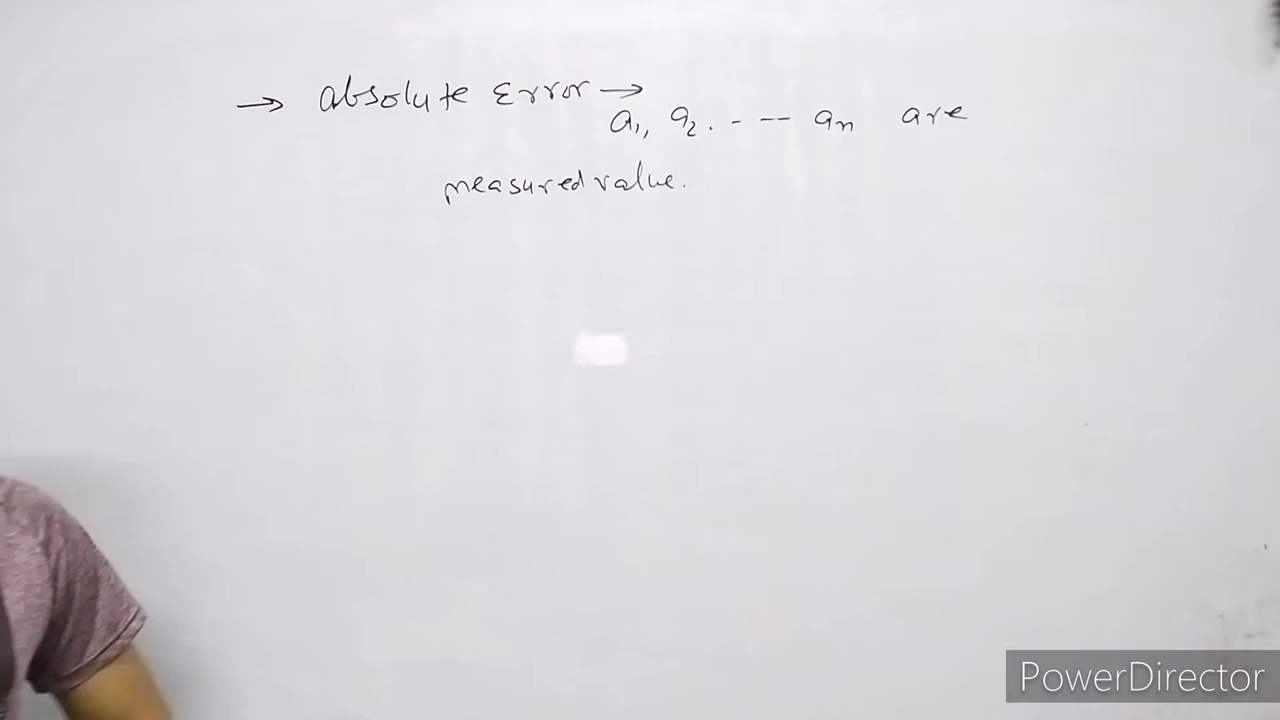 → absolute Error →
a1, a2. - -- an are
measured value.
PowerDirector